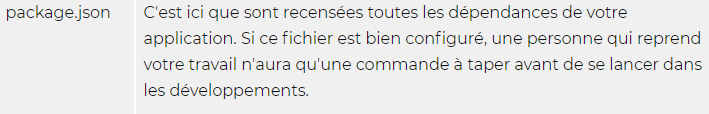 package.json
C'est ici que sont recensées toutes les dépendances de votre
application. Si ce fichier est bien configuré, une personne qui reprend
votre travail n'aura qu'une commande à taper avant de se lancer dans
les développements.